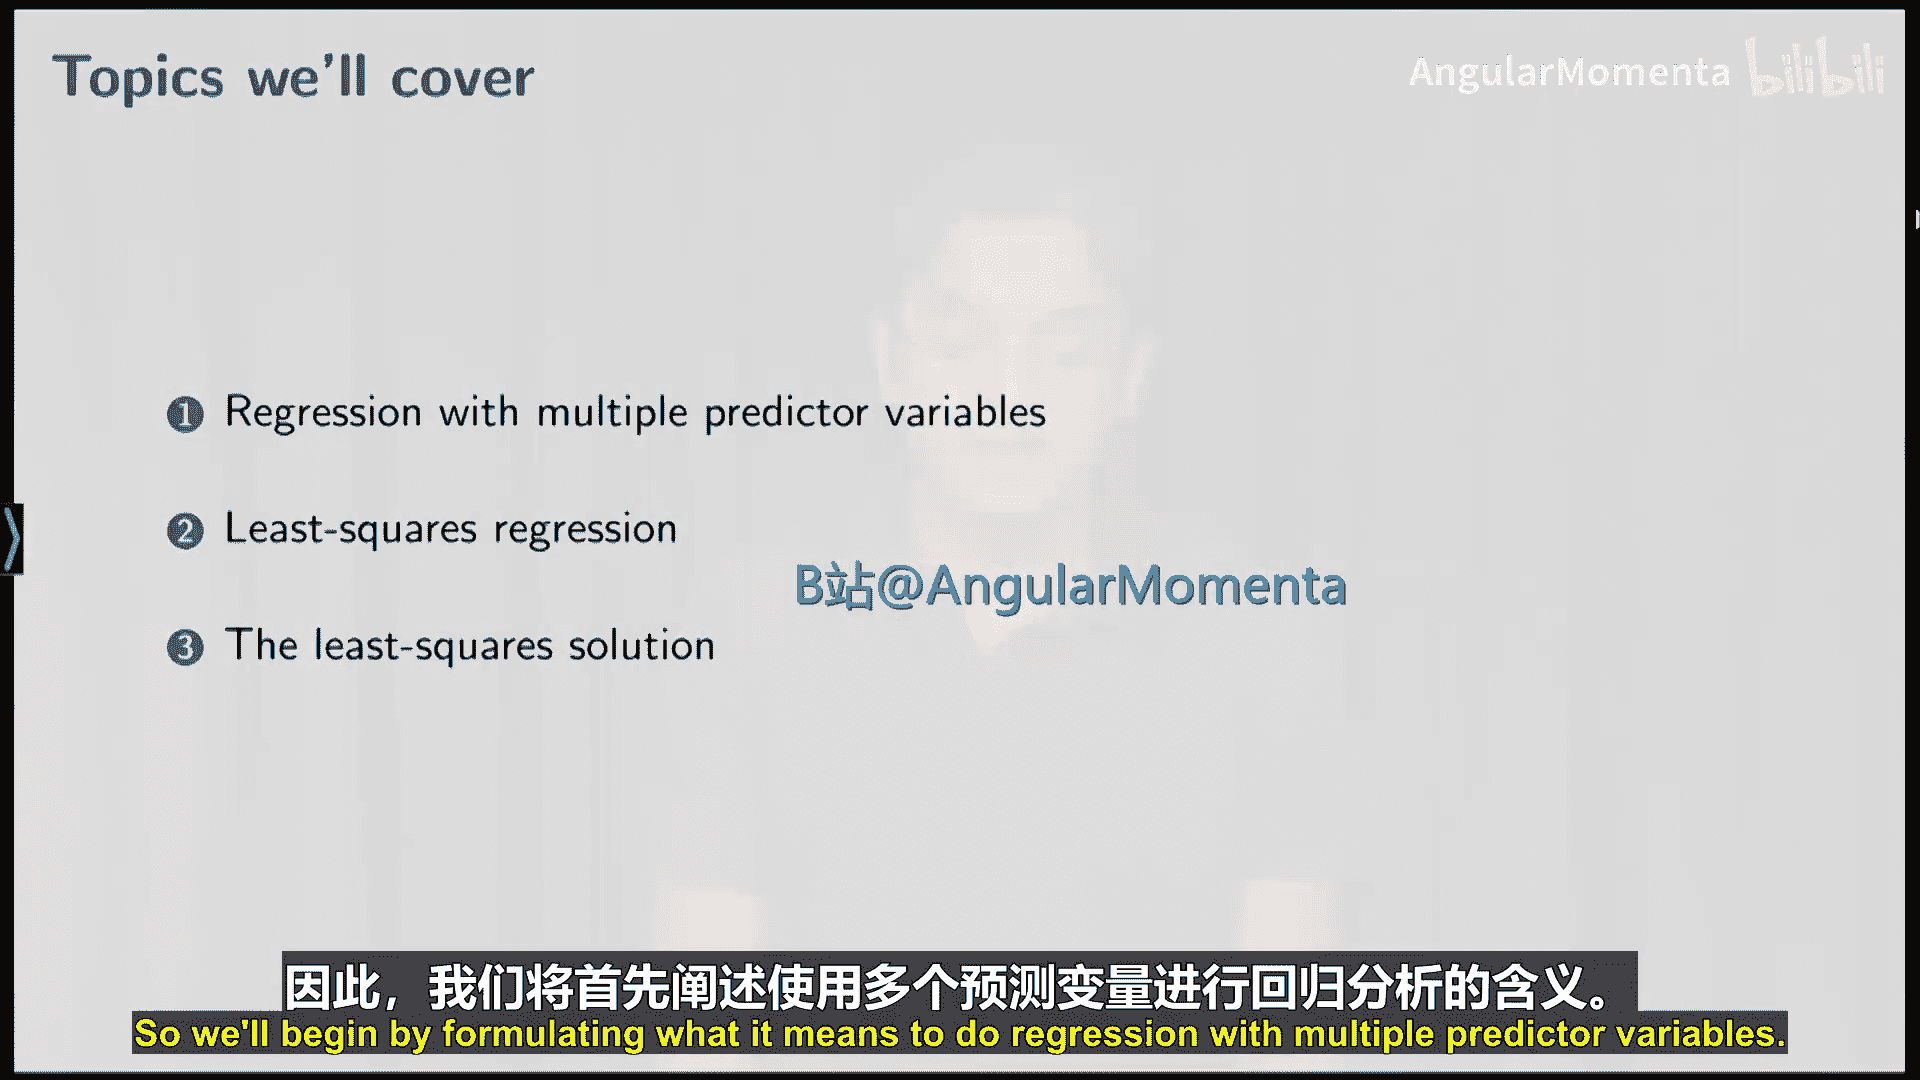 Topics we'll cover
AngularMomenta bilibili
1 Regression with multiple predictor variables
2 Least-squares regression
B站@AngularMomenta
3 The least-squares solution
因此，我们将首先阐述使用多个预测变量进行回归分析的含义。
So we'll begin by formulating what it means to do regression with multiple predictor variables.